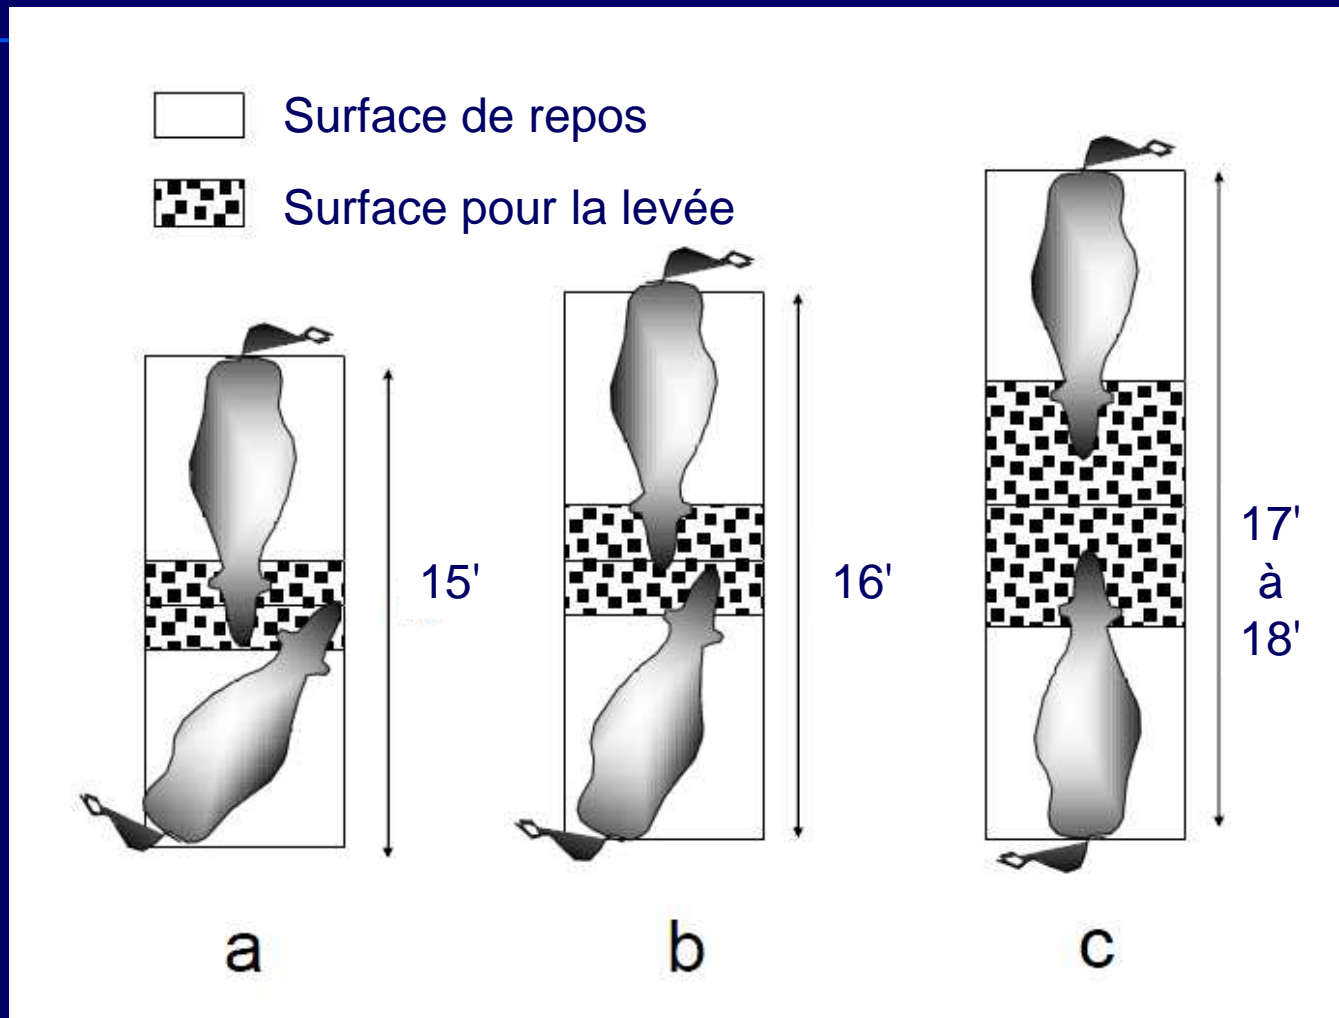 Surface de repos
Surface pour la levée
15'
16'
17'
à
18'
a
b
c